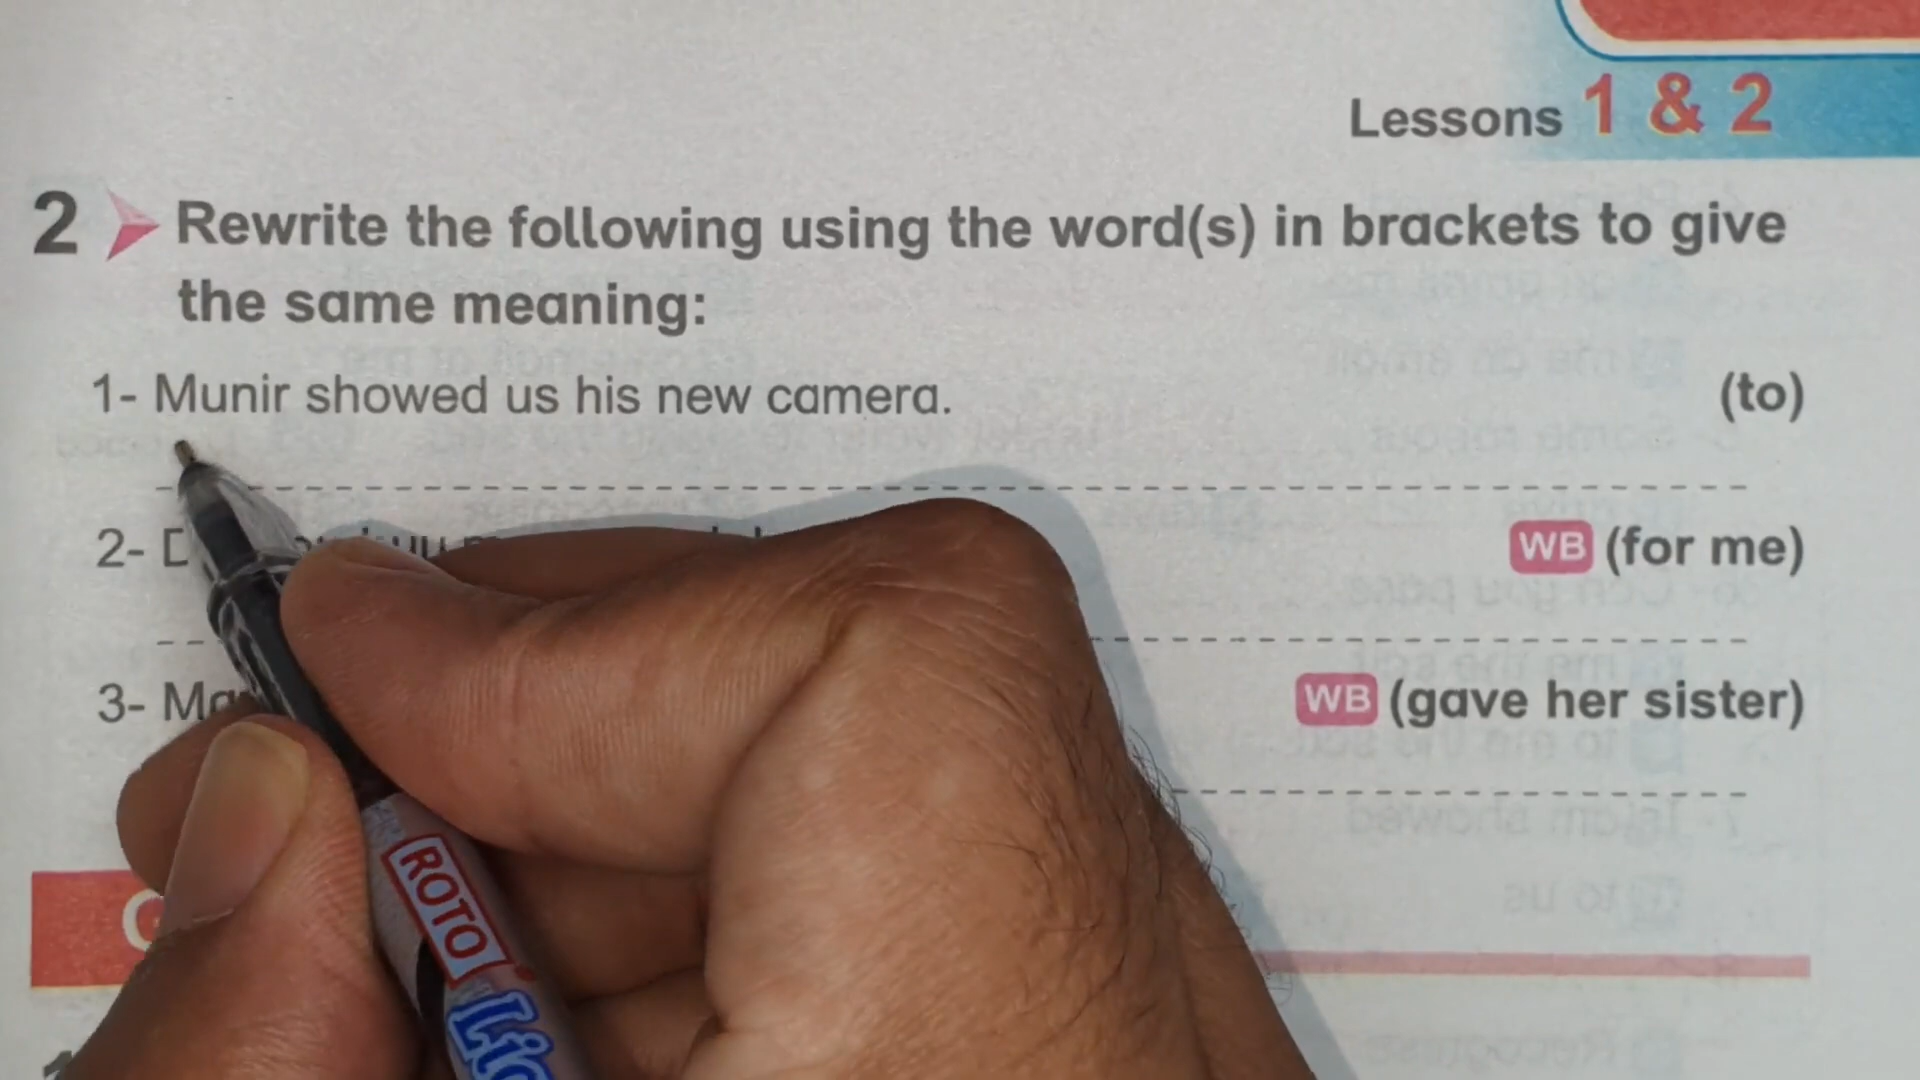 Lessons 1 & 2
2 Rewrite the following using the word(s) in brackets to give
the same meaning:
1- Munir showed us his new camera. (to)
2- WB (for me)
3- WB (gave her sister)
ROTO